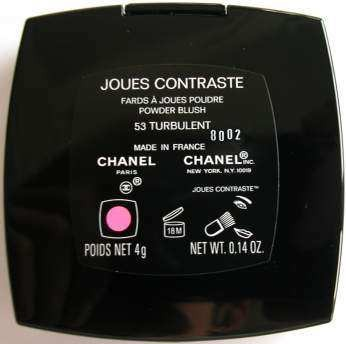 JOUES CONTRASTE
FARDS À JOUES POUDRE
POWDER BLUSH
53 TURBULENT
8002
MADE IN FRANCE
CHANEL CHANEL® INC.
PARIS NEW YORK, N.Y. 10019
® JOUES CONTRASTE™
18M
POIDS NET 4g NET WT. 0.14 OZ.